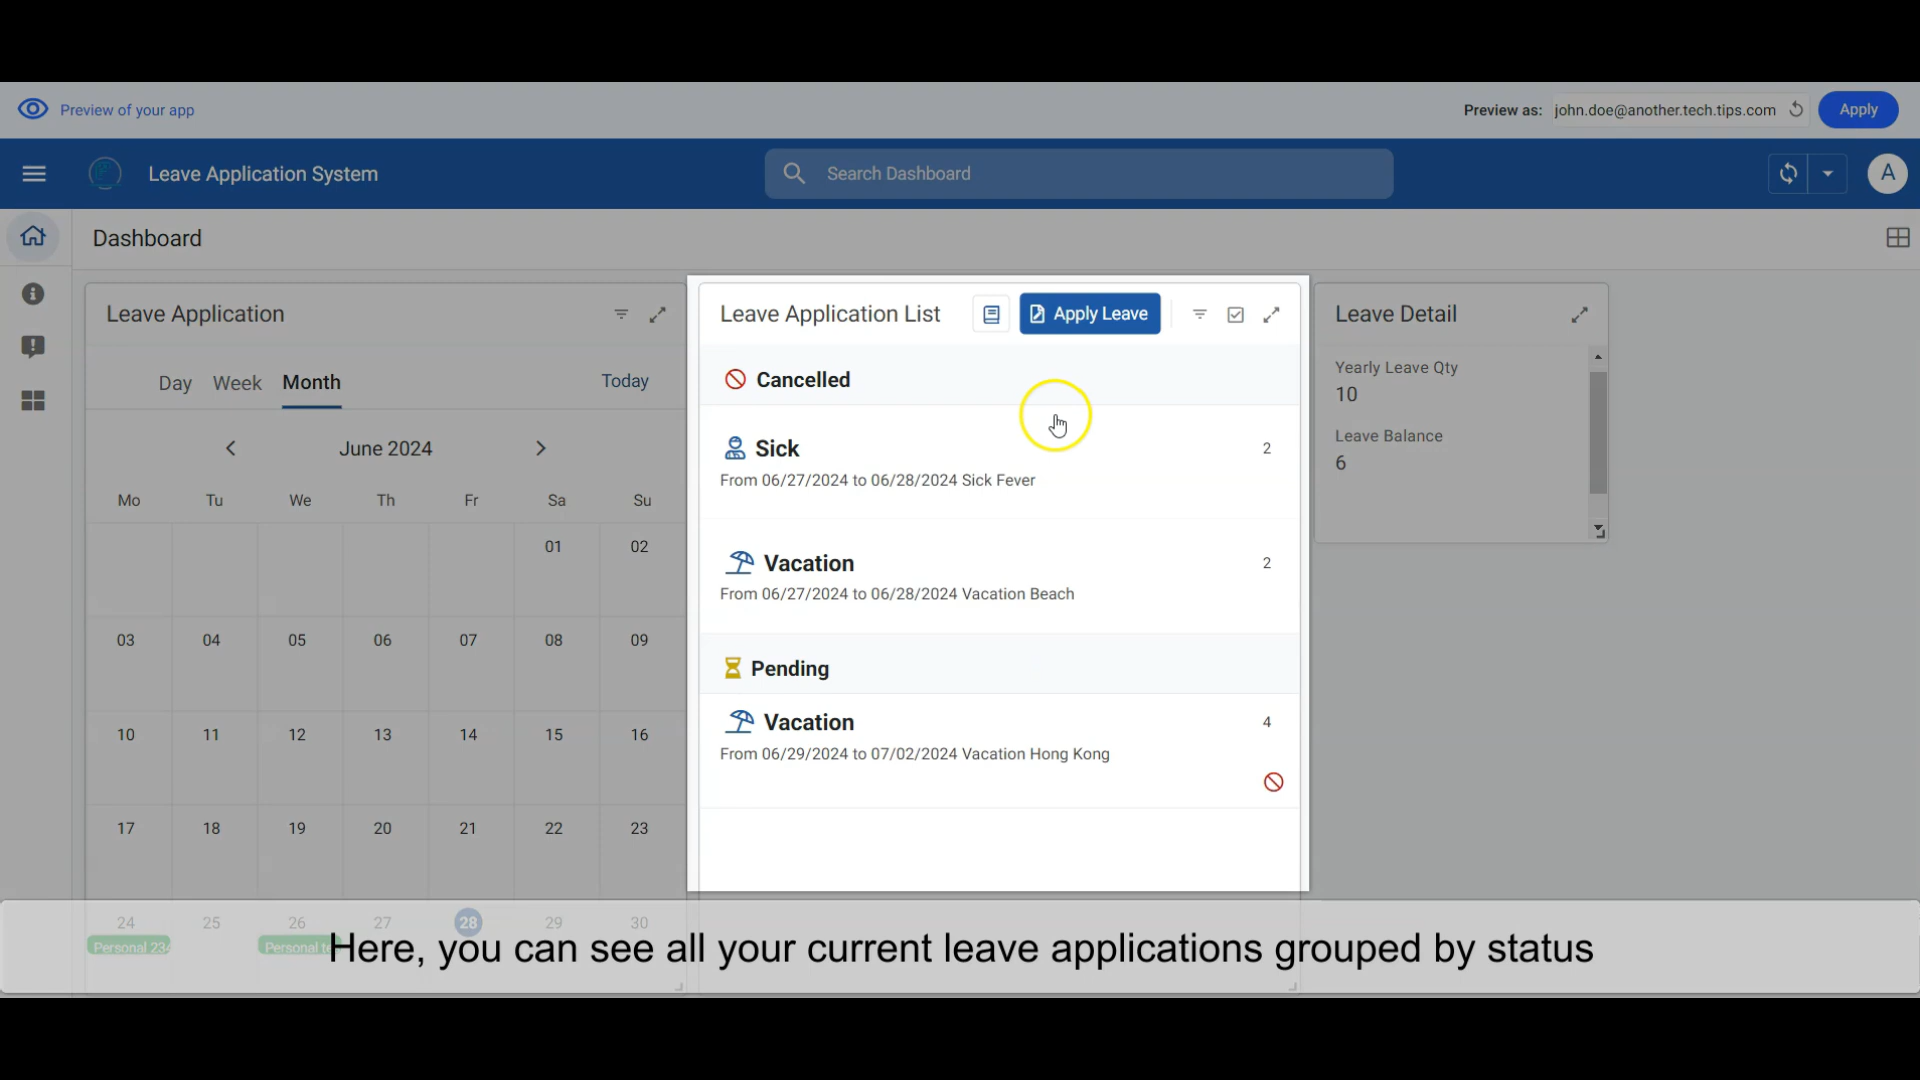 Preview of your app
Preview as: john.doe@another.tech.tips.com
Apply
Leave Application System
Search Dashboard
A
Dashboard
Leave Application
Day Week Month
Today
June 2024
Mo Tu We Th Fr Sa Su
01 02
03 04 05 06 07 08 09
10 11 12 13 14 15 16
17 18 19 20 21 22 23
24 25 26 27 28 29 30
Personal 234
Personal
Leave Application List
Apply Leave
Cancelled
Sick
2
From 06/27/2024 to 06/28/2024 Sick Fever
Vacation
2
From 06/27/2024 to 06/28/2024 Vacation Beach
Pending
Vacation
4
From 06/29/2024 to 07/02/2024 Vacation Hong Kong
Leave Detail
Yearly Leave Qty
10
Leave Balance
6
Here, you can see all your current leave applications grouped by status